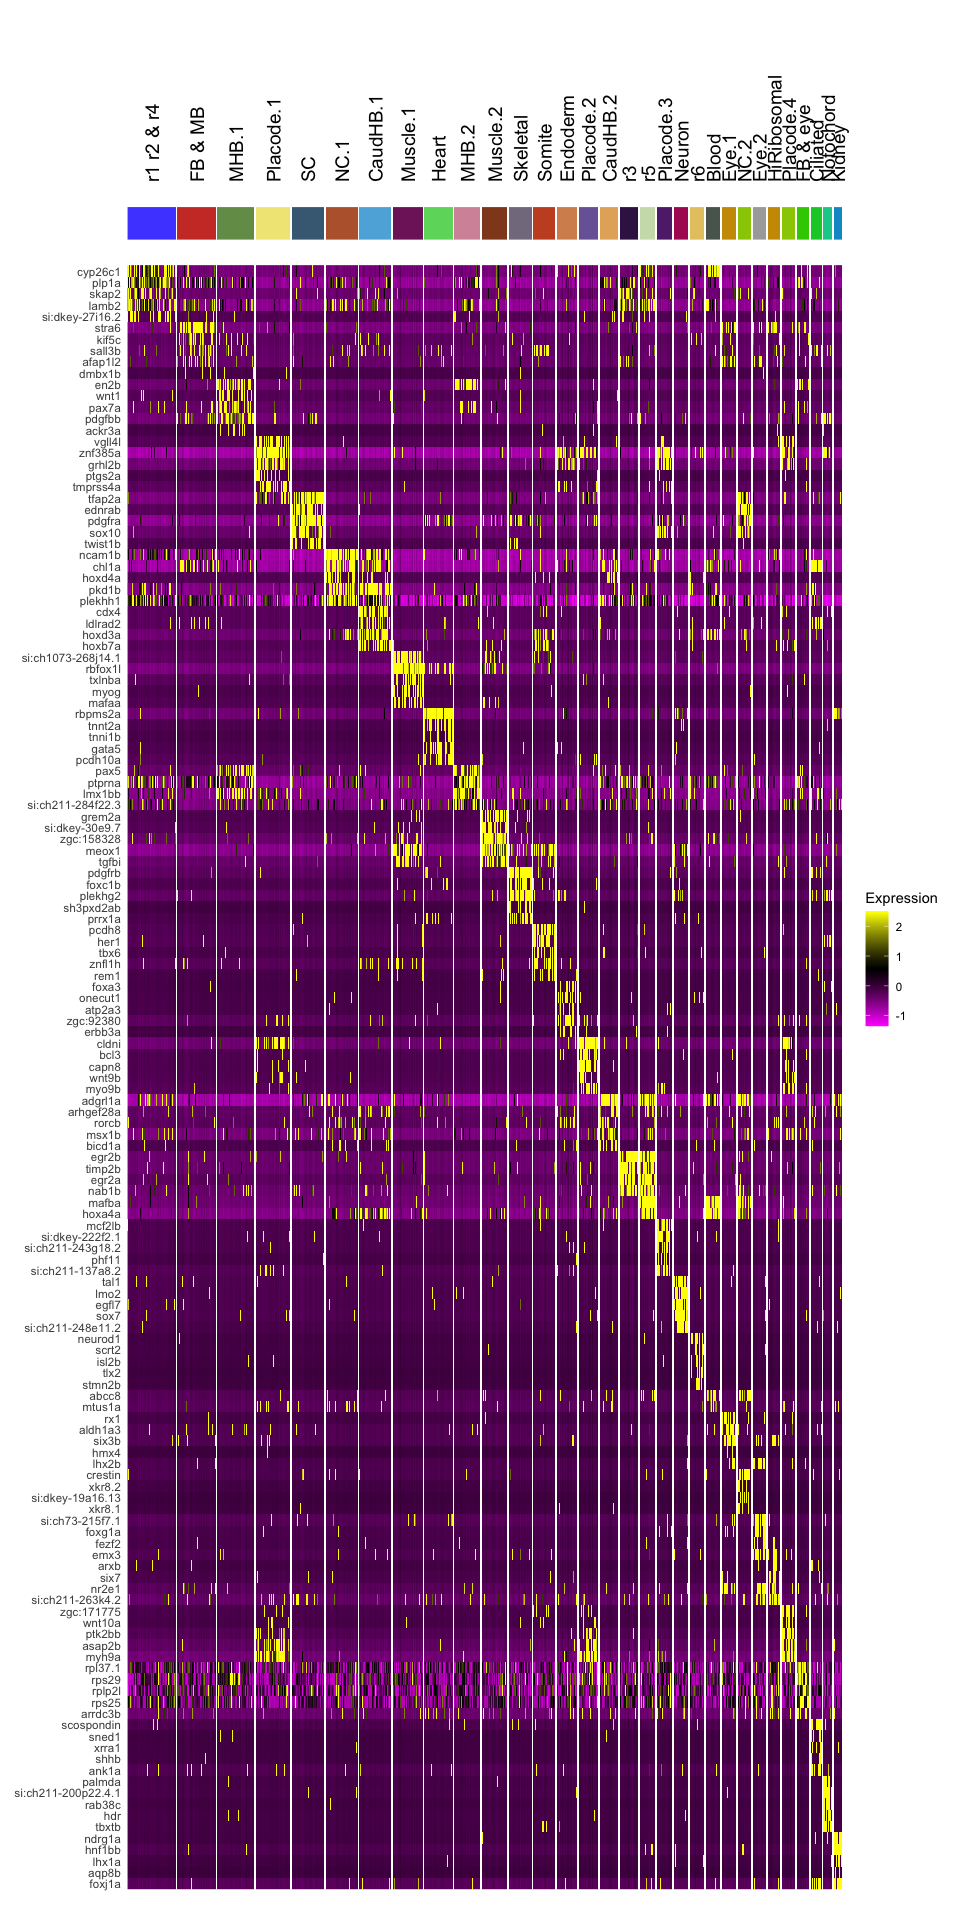 r1 r2 & r4
FB & MB
MHB.1
Placode.1
SC
NC.1
CaudHB.1
Muscle.1
Heart
MHB.2
Muscle.2
Skeletal
Somite
Endoderm
Placode.2
CaudHB.2
r3
r5
Placode.3
Neuron
r6
Blood
Eye.1
NC.2
Eye.2
HiRibosomal
Placode.4
FB & eye
Ciliated
Notochord
Kidney
cyp26c1
plp1a
skap2
lamb2
si:dkey-27i16.2
stra6
kif5c
sall3b
afap1l2
dmbx1b
en2b
wnt1
pax7a
pdgfbb
ackr3a
vgll4l
znf385a
grhl2b
ptgs2a
tmprss4a
tfap2a
ednrab
pdgfra
sox10
twist1b
ncam1b
chl1a
hoxd4a
pkd1b
plekhh1
cdx4
ldlrad2
hoxd3a
hoxb7a
si:ch1073-268j14.1
rbfox1l
txlnba
myog
mafaa
rbpms2a
tnnt2a
tnni1b
gata5
pcdh10a
pax5
ptprna
lmx1bb
si:ch211-284f22.3
grem2a
si:dkey-30e9.7
zgc:158328
meox1
tgfbi
pdgfrb
foxc1b
plekhg2
sh3pxd2ab
prrx1a
pcdh8
her1
tbx6
znfl1h
rem1
foxa3
onecut1
atp2a3
zgc:92380
erbb3a
cldni
bcl3
capn8
wnt9b
myo9b
adgrl1a
arhgef28a
rorcb
msx1b
bicd1a
egr2b
timp2b
egr2a
nab1b
mafba
hoxa4a
mcf2lb
si:dkey-222f2.1
si:ch211-243g18.2
phf11
si:ch211-137a8.2
tal1
lmo2
egfl7
sox7
si:ch211-248e11.2
neurod1
scrt2
isl2b
tlx2
stmn2b
abcc8
mtus1a
rx1
aldh1a3
six3b
hmx4
lhx2b
crestin
xkr8.2
si:dkey-19a16.13
xkr8.1
si:ch73-215f7.1
foxg1a
fezf2
emx3
arxb
six7
nr2e1
si:ch211-263k4.2
zgc:171775
wnt10a
ptk2bb
asap2b
myh9a
rpl37.1
rps29
rplp2l
rps25
arrdc3b
scospondin
sned1
xrra1
shhb
ank1a
palmda
si:ch211-200p22.4.1
rab38c
hdr
tbxtb
ndrg1a
hnf1bb
lhx1a
aqp8b
foxj1a
Expression
2
1
0
-1